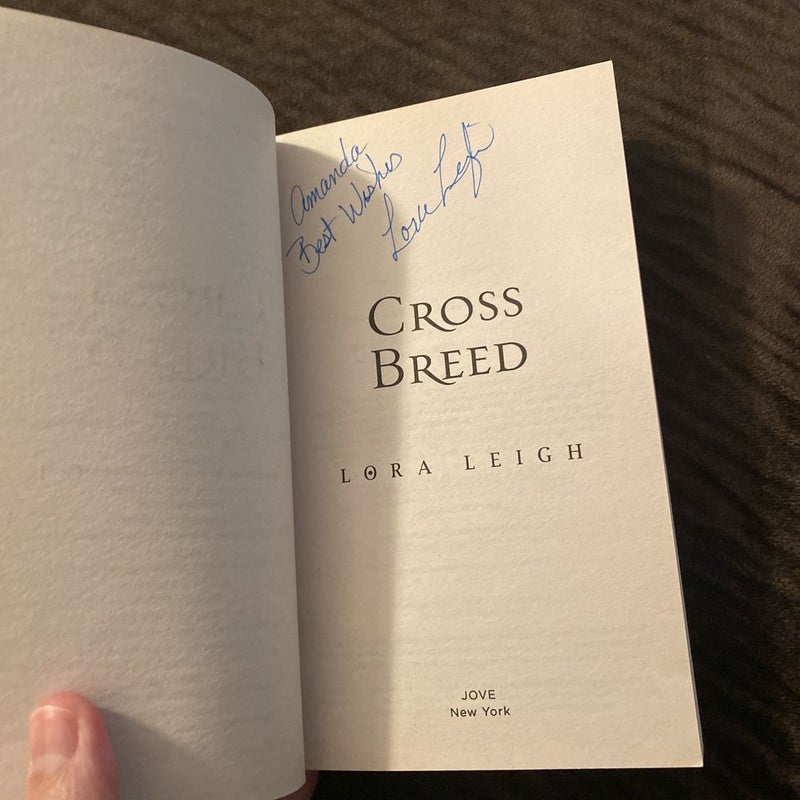 Amanda
Best Wishes
Lora Leigh
CROSS
BREED
LORA LEIGH
JOVE
New York